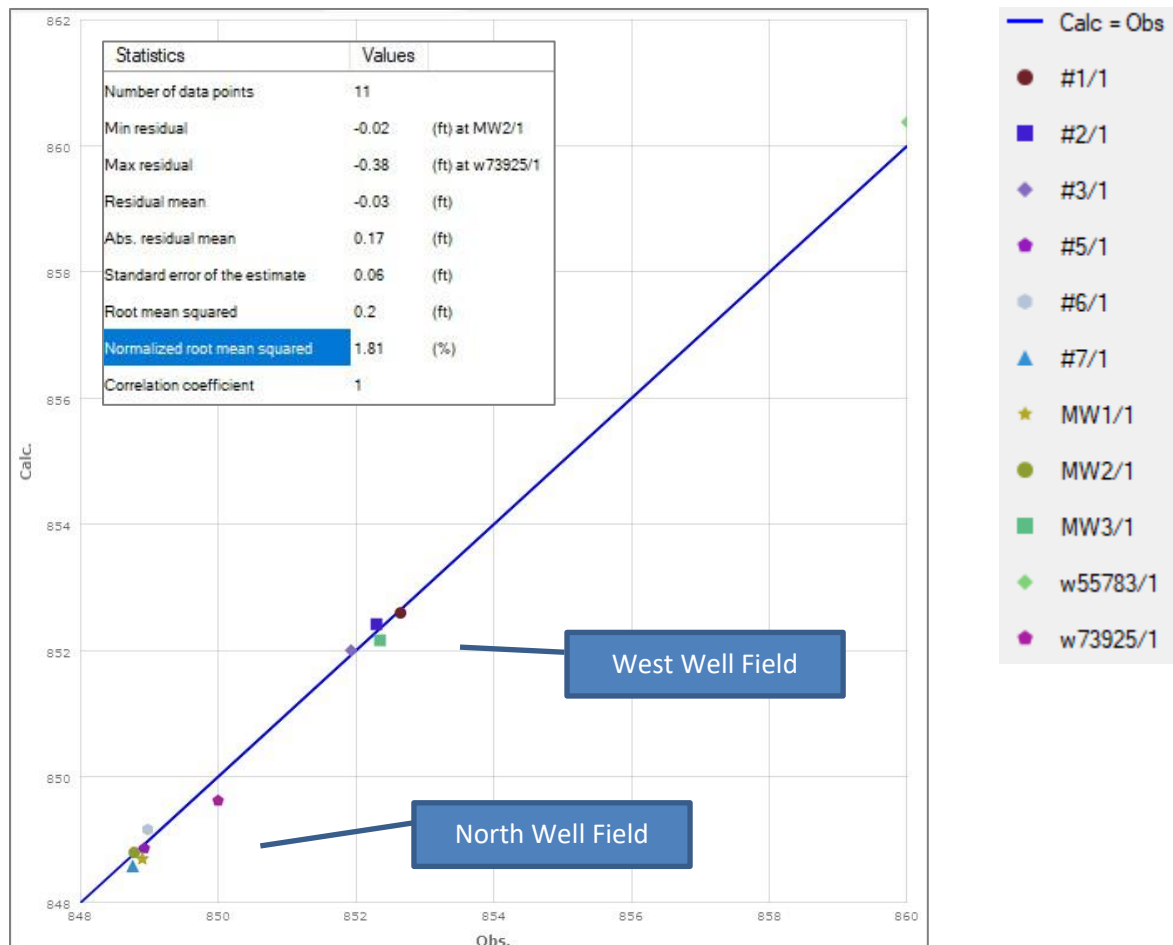 862
860
858
856
854
852
850
848
Calc.
Statistics Values
Number of data points 11
Min residual -0.02 (ft) at MW2/1
Max residual -0.38 (ft) at w73925/1
Residual mean -0.03 (ft)
Abs. residual mean 0.17 (ft)
Standard error of the estimate 0.06 (ft)
Root mean squared 0.2 (ft)
Normalized root mean squared 1.81 (%)
Correlation coefficient 1
West Well Field
North Well Field
848 850 852 854 856 858 860
Obs.
Calc = Obs
#1/1
#2/1
#3/1
#5/1
#6/1
#7/1
MW1/1
MW2/1
MW3/1
w55783/1
w73925/1